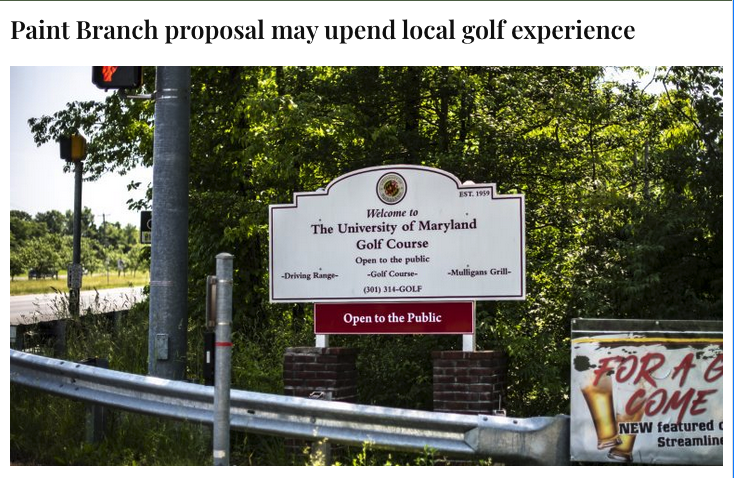 Paint Branch proposal may upend local golf experience
EST. 1959
Welcome to
The University of Maryland
Golf Course
Open to the public
-Driving Range- -Golf Course- -Mulligans Grill-
(301) 314-GOLF
Open to the Public
FOR A G
COME
NEW featured
Streamline